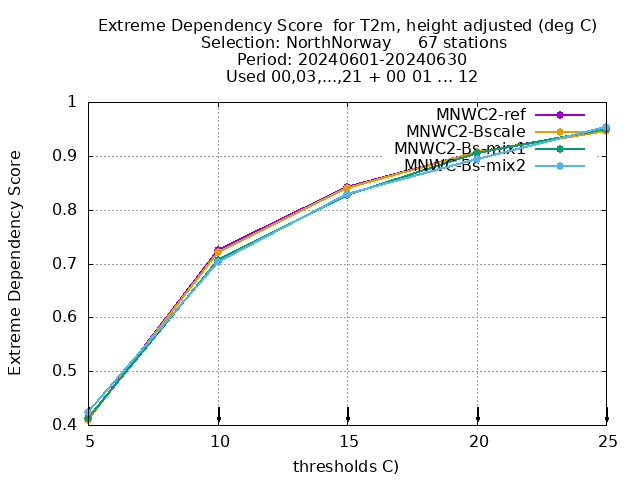 Extreme Dependency Score  for T2m, height adjusted (deg C)
Selection: NorthNorway     67 stations
Period: 20240601-20240630
Used 00,03,...,21 + 00 01 ... 12
Extreme Dependency Score
1
0.9
0.8
0.7
0.6
0.5
0.4
MNWC2-ref
MNWC2-Bscale
MNWC2-Bs-mix1
MNWC-Bs-mix2
5 10 15 20 25
thresholds C)